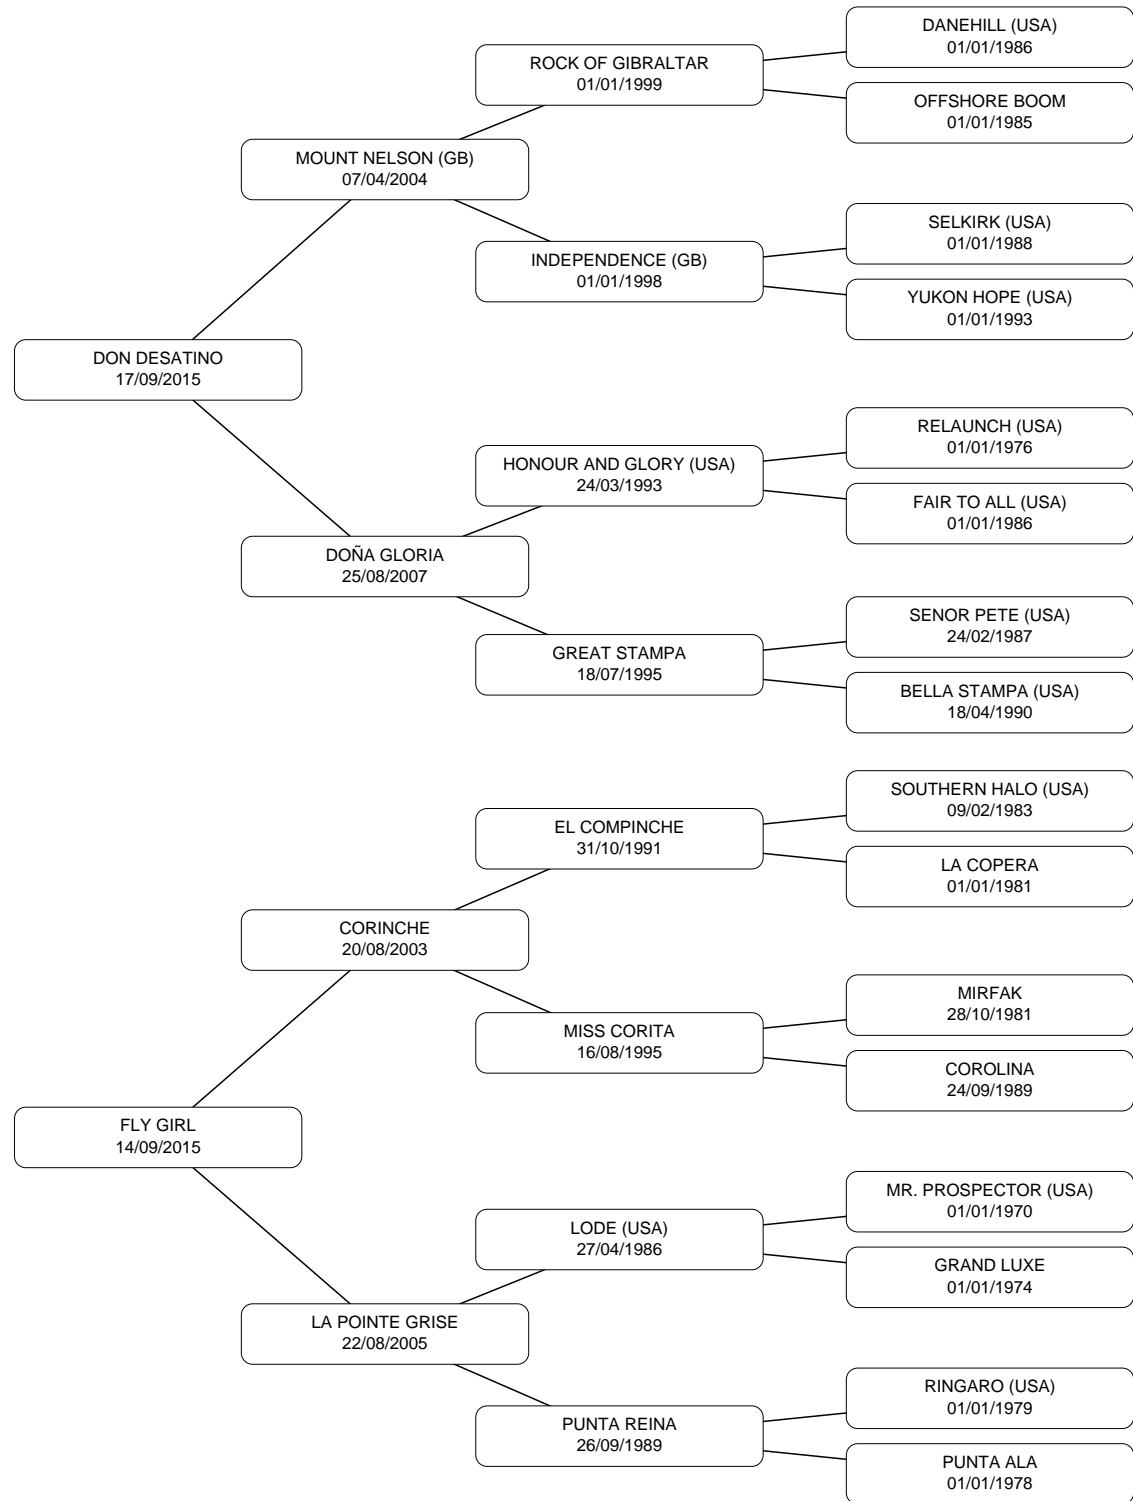 DANEHILL (USA)
01/01/1986
ROCK OF GIBRALTAR
01/01/1999
OFFSHORE BOOM
01/01/1985
MOUNT NELSON (GB)
07/04/2004
SELKIRK (USA)
01/01/1988
INDEPENDENCE (GB)
01/01/1998
YUKON HOPE (USA)
01/01/1993
DON DESATINO
17/09/2015
RELAUNCH (USA)
01/01/1976
HONOUR AND GLORY (USA)
24/03/1993
FAIR TO ALL (USA)
01/01/1986
DOÑA GLORIA
25/08/2007
SENOR PETE (USA)
24/02/1987
GREAT STAMPA
18/07/1995
BELLA STAMPA (USA)
18/04/1990
SOUTHERN HALO (USA)
09/02/1983
EL COMPINCHE
31/10/1991
LA COPERA
01/01/1981
CORINCHE
20/08/2003
MIRFAK
28/10/1981
MISS CORITA
16/08/1995
COROLINA
24/09/1989
FLY GIRL
14/09/2015
MR. PROSPECTOR (USA)
01/01/1970
LODE (USA)
27/04/1986
GRAND LUXE
01/01/1974
LA POINTE GRISE
22/08/2005
RINGARO (USA)
01/01/1979
PUNTA REINA
26/09/1989
PUNTA ALA
01/01/1978